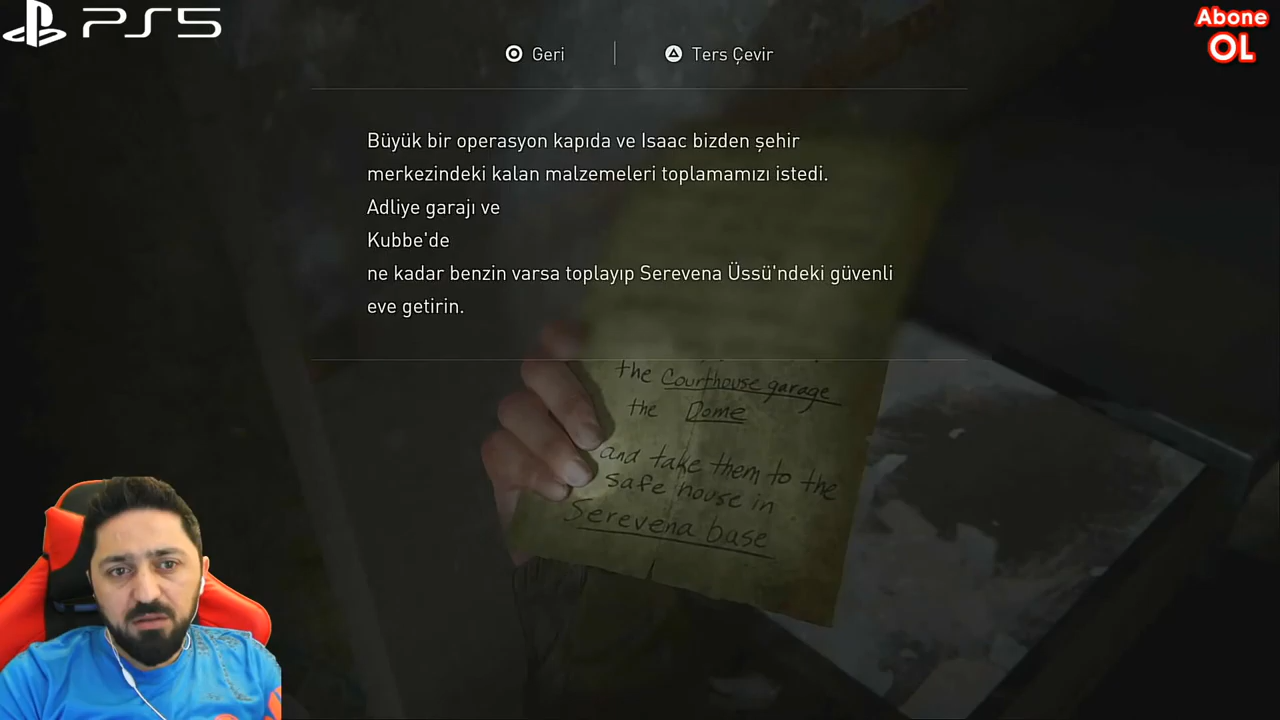 PS5
Abone
OL
Geri
Ters Çevir
Büyük bir operasyon kapıda ve Isaac bizden şehir
merkezindeki kalan malzemeleri toplamamızı istedi.
Adliye garajı ve
Kubbe'de
ne kadar benzin varsa toplayıp Serevena Üssü'ndeki güvenli
eve getirin.
the Courthouse garage
the Dome
and take them to the
safe house in
Serevena base